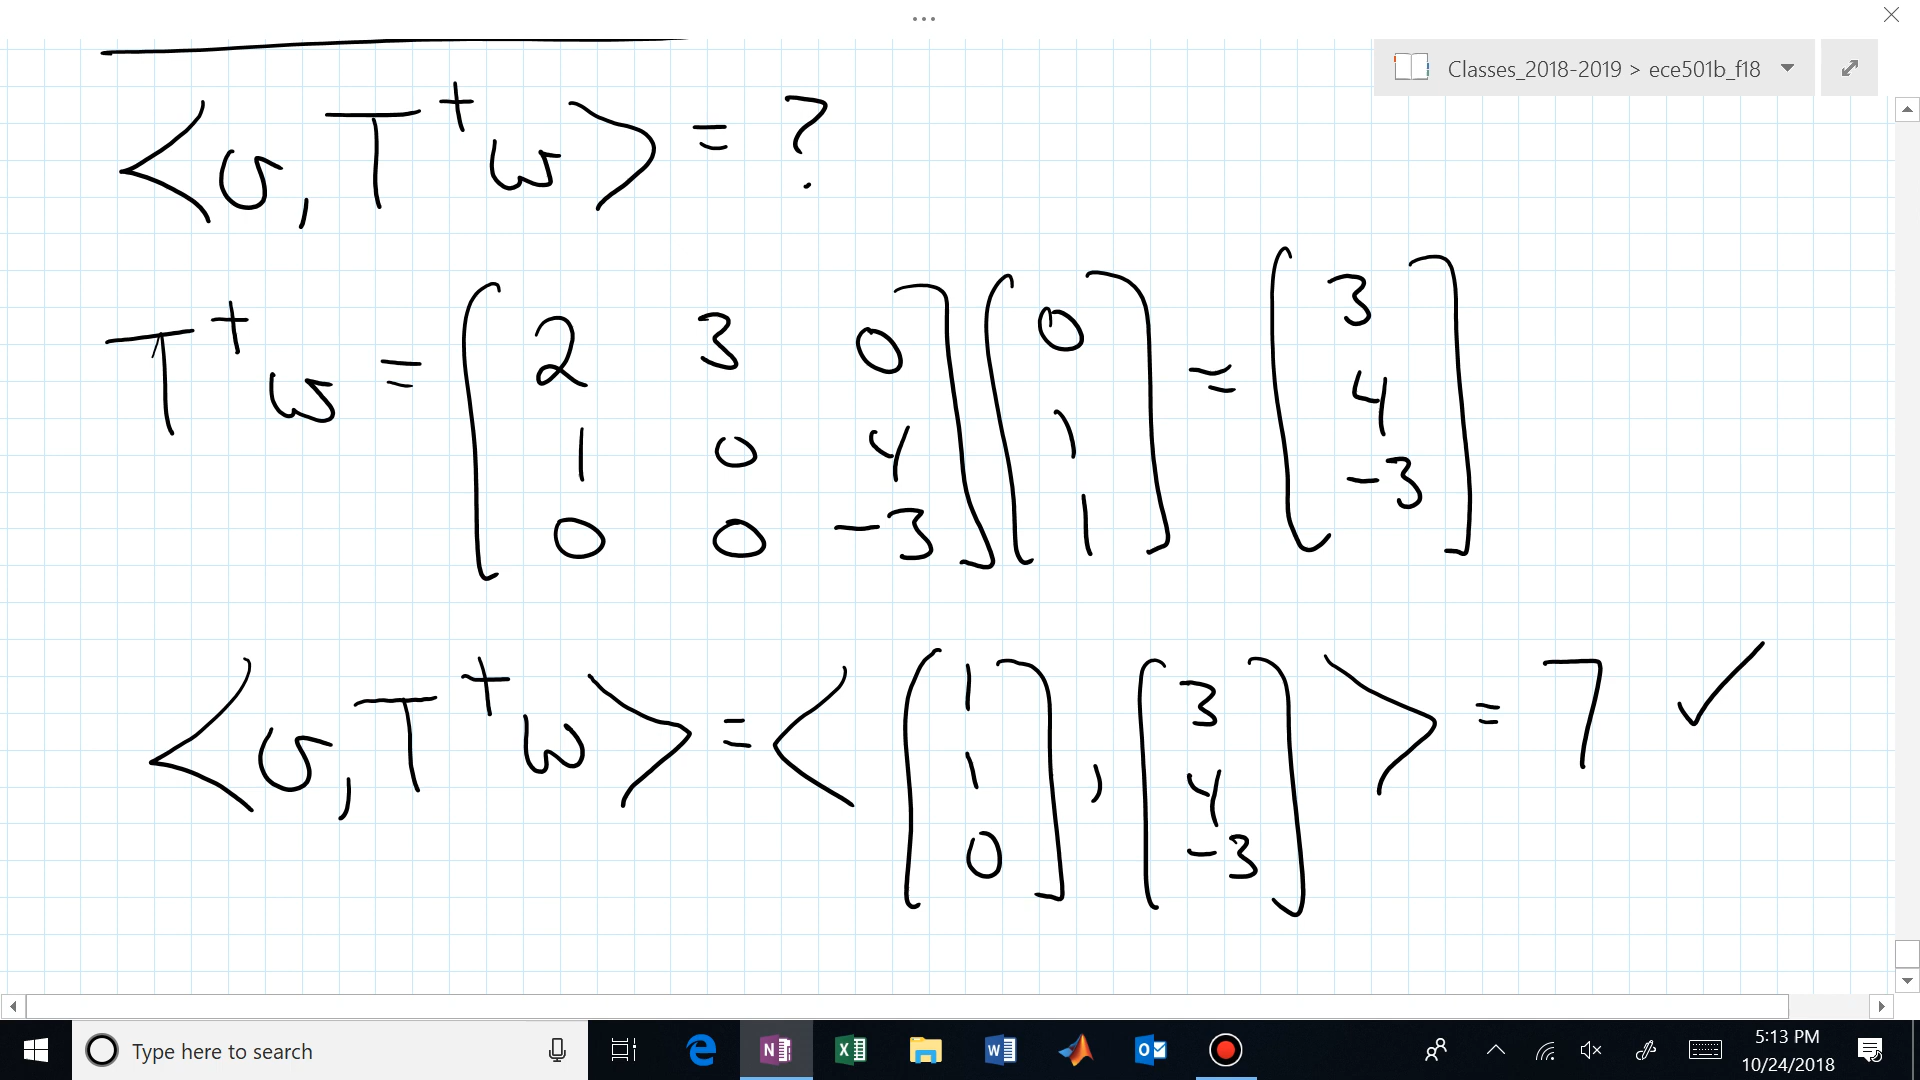 Classes_2018-2019 > ece501b_f18
<v, T⁺w> = ?
T⁺w = [2 3 0; 1 0 4; 0 0 -3] [0; 1; 1] = [3; 4; -3]
<v, T⁺w> = <[1; 1; 0], [3; 4; -3]> = 7 ✓
Type here to search
5:13 PM
10/24/2018